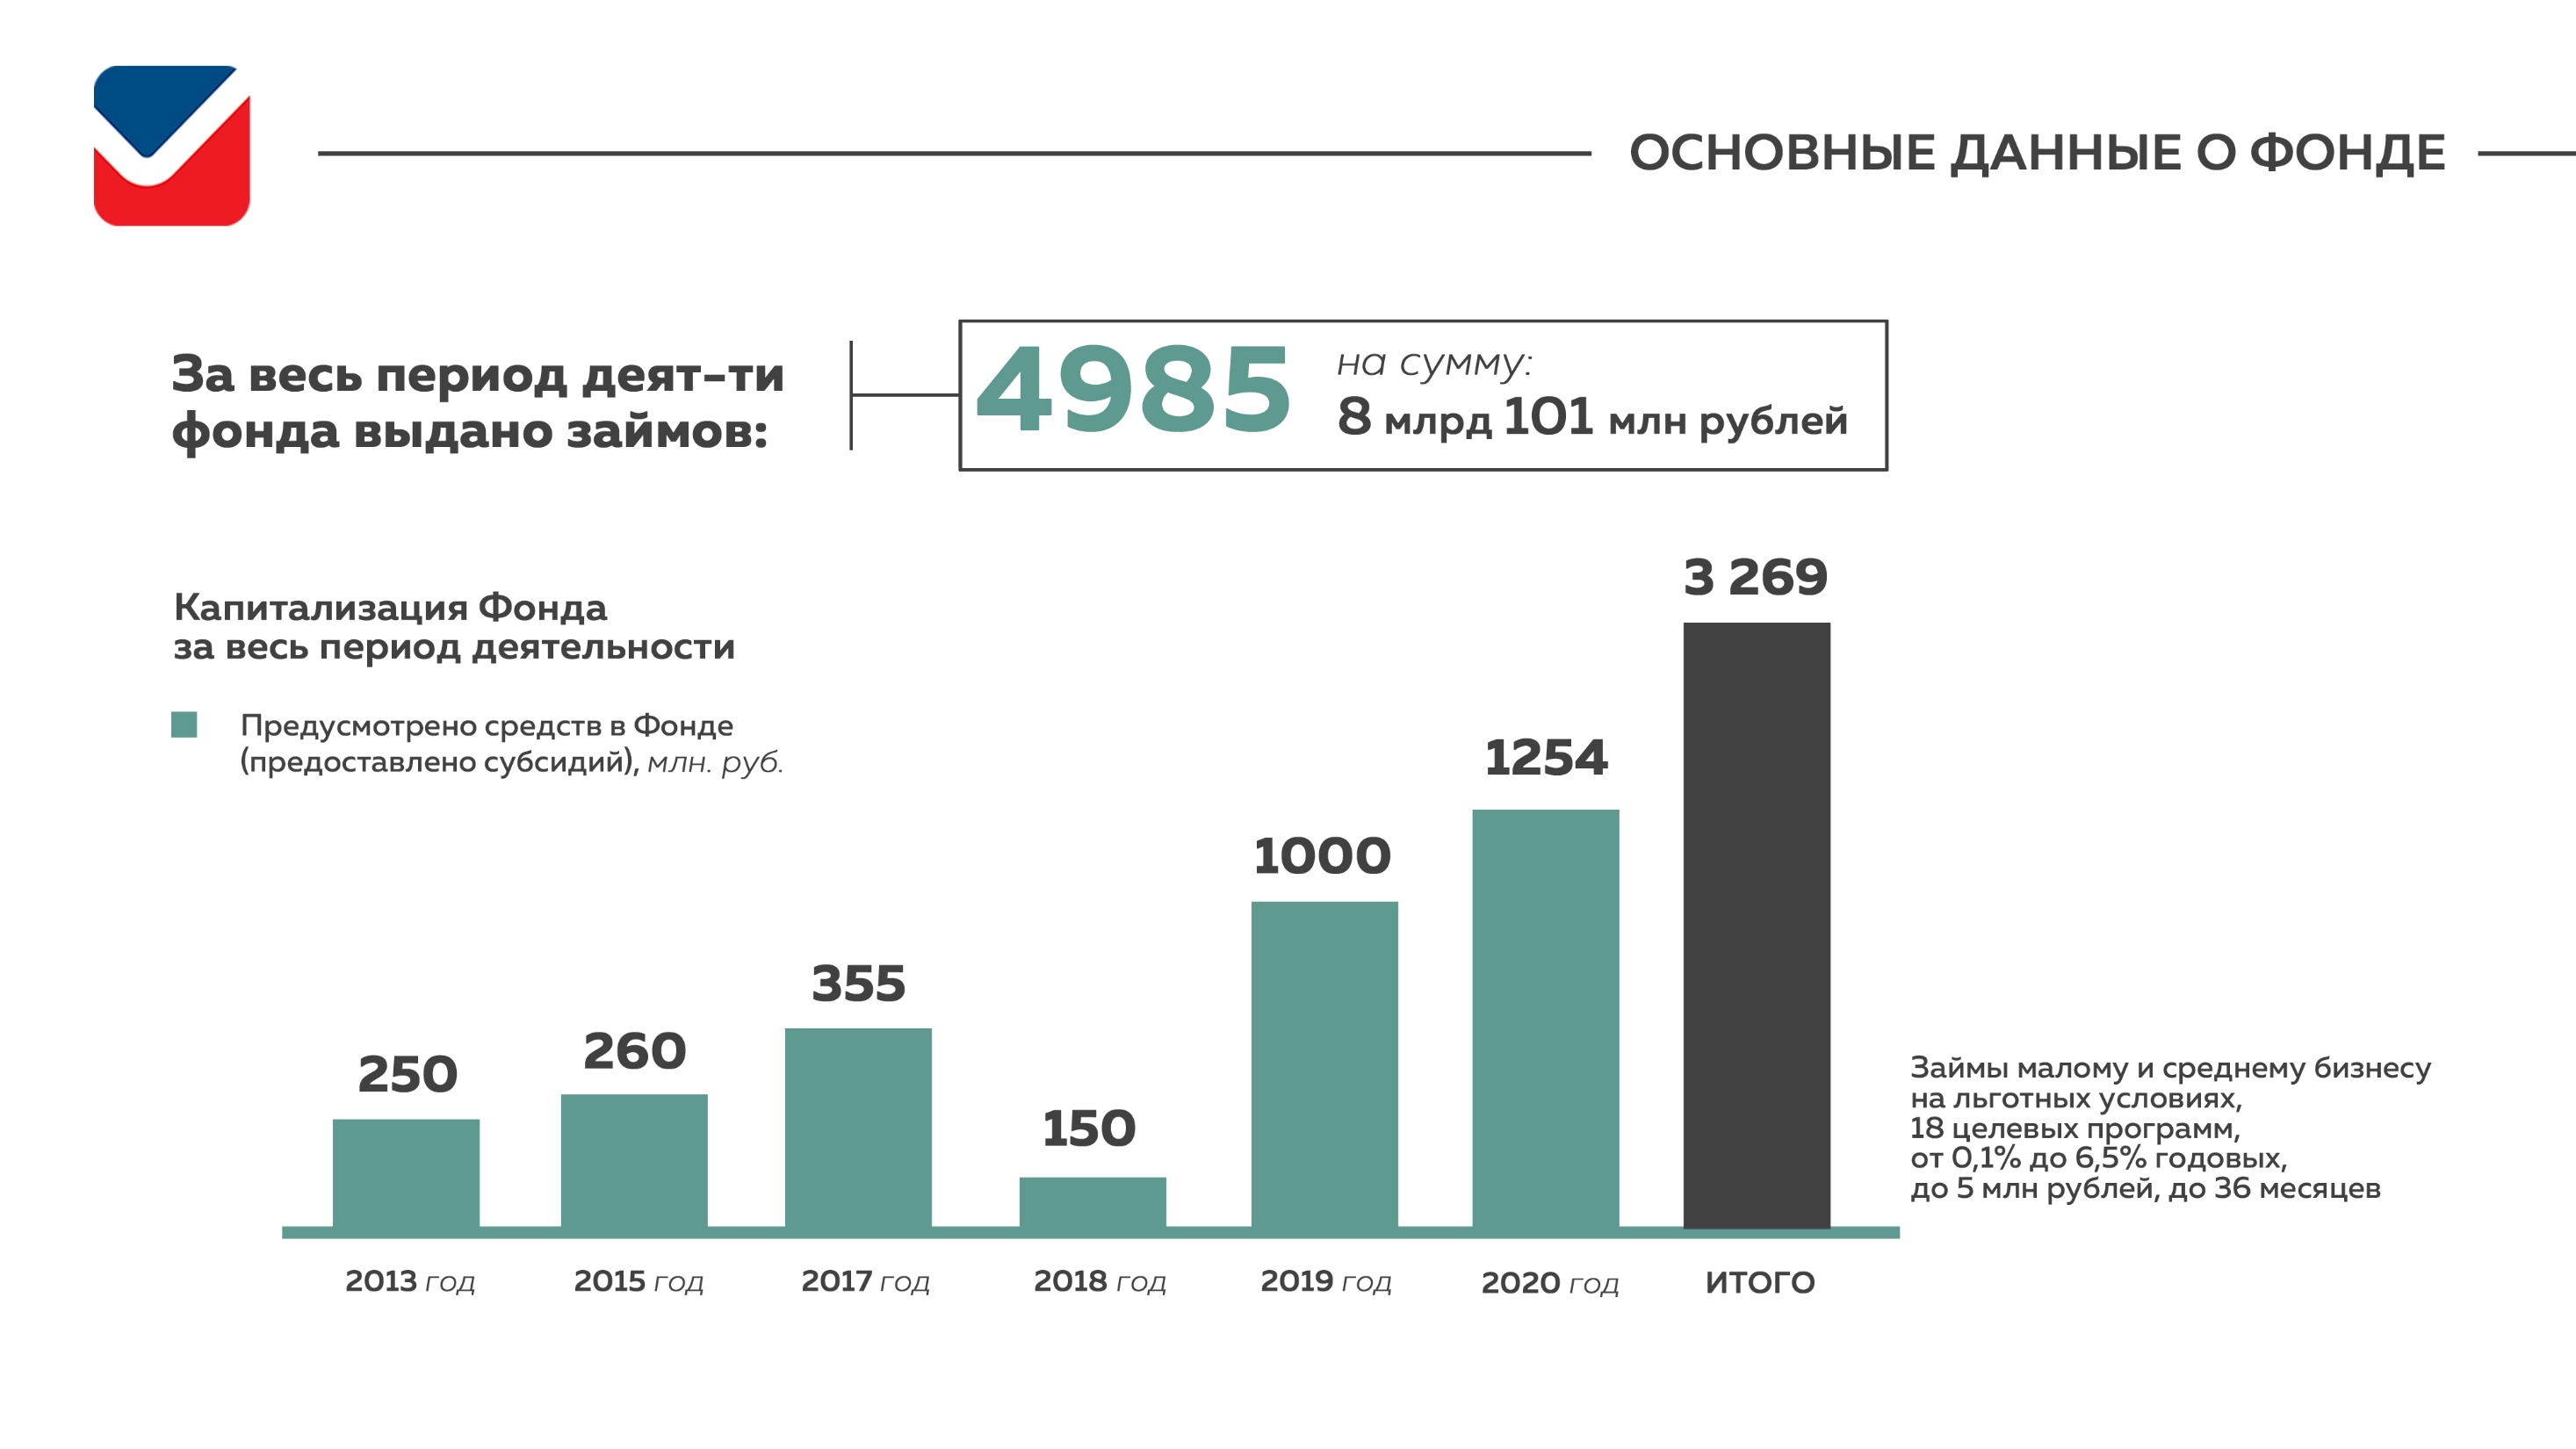 ОСНОВНЫЕ ДАННЫЕ О ФОНДЕ
За весь период деят-ти
фонда выдано займов:
4985
на сумму:
8 млрд 101 млн рублей
Капитализация Фонда
за весь период деятельности
Предусмотрено средств в Фонде
(предоставлено субсидий), млн. руб.
250
260
355
150
1000
1254
3 269
2013 год
2015 год
2017 год
2018 год
2019 год
2020 год
ИТОГО
Займы малому и среднему бизнесу
на льготных условиях,
18 целевых программ,
от 0,1% до 6,5% годовых,
до 5 млн рублей, до 36 месяцев